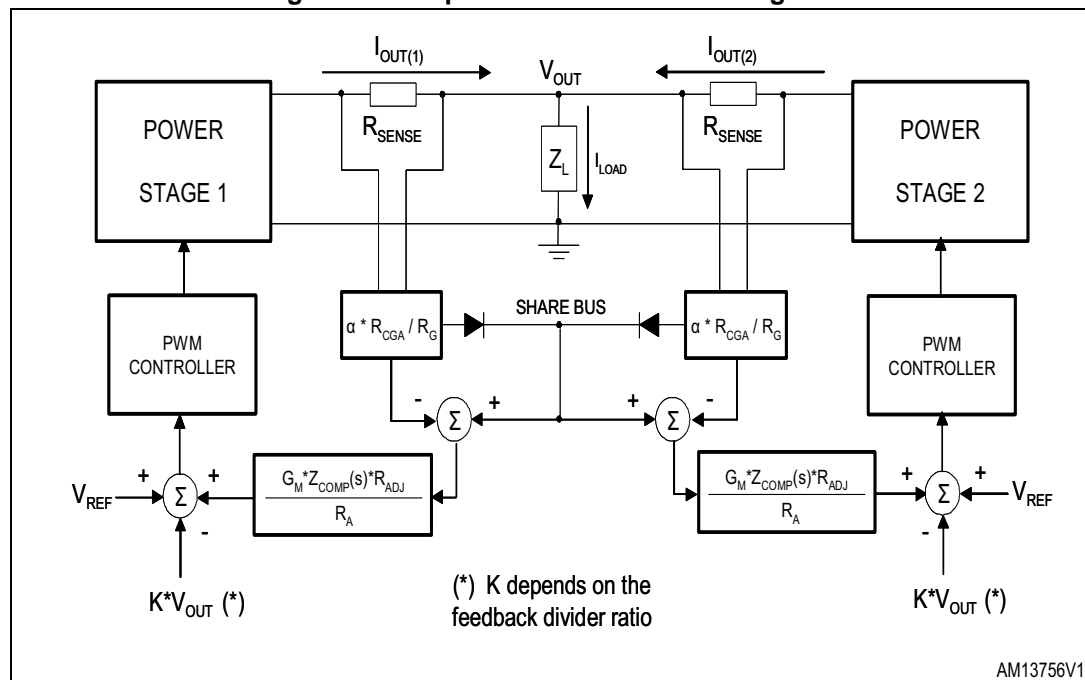 I_OUT(1)
I_OUT(2)
V_OUT
POWER
STAGE 1
R_SENSE
Z_L
I_LOAD
R_SENSE
POWER
STAGE 2
α * R_CGA / R_G
SHARE BUS
α * R_CGA / R_G
PWM
CONTROLLER
PWM
CONTROLLER
- Σ +
+ Σ -
G_M*Z_COMP(s)*R_ADJ
R_A
G_M*Z_COMP(s)*R_ADJ
R_A
V_REF
+ Σ +
-
+ Σ +
-
V_REF
K*V_OUT (*)
(*) K depends on the
feedback divider ratio
K*V_OUT (*)
AM13756V1